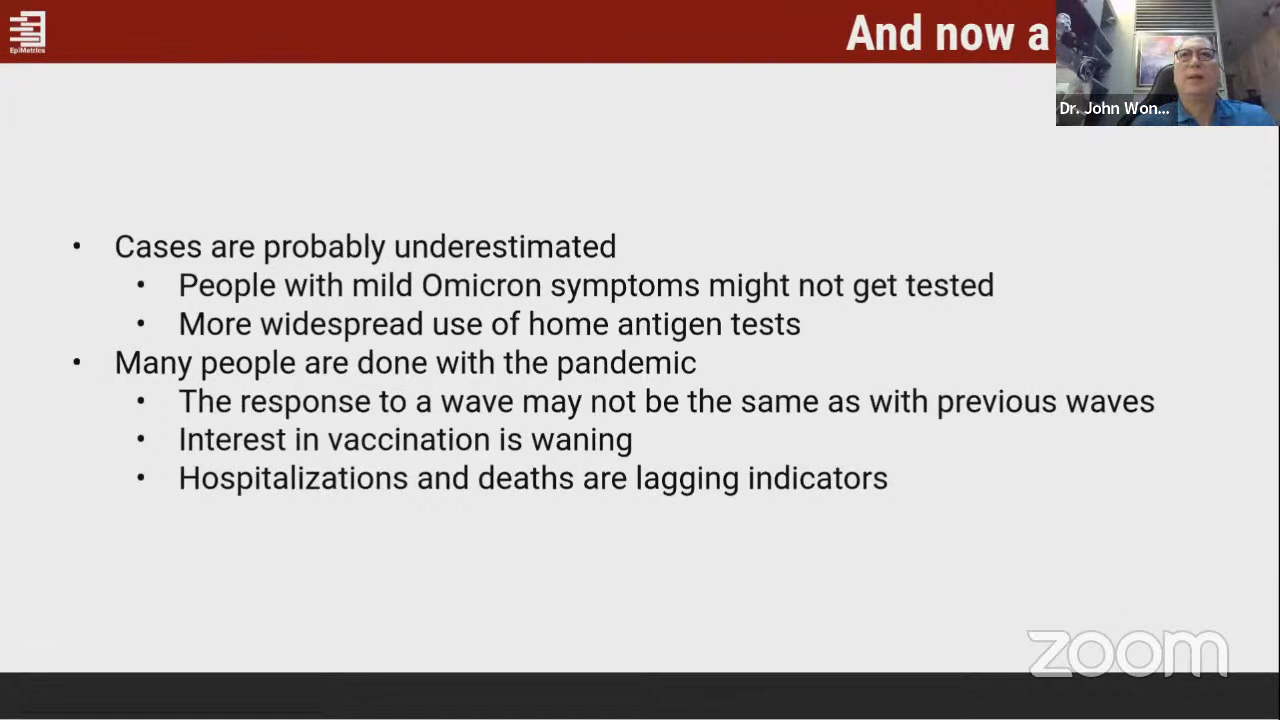 EpiMetrics
And now a
Dr. John Won...
• Cases are probably underestimated
• People with mild Omicron symptoms might not get tested
• More widespread use of home antigen tests
• Many people are done with the pandemic
• The response to a wave may not be the same as with previous waves
• Interest in vaccination is waning
• Hospitalizations and deaths are lagging indicators
zoom